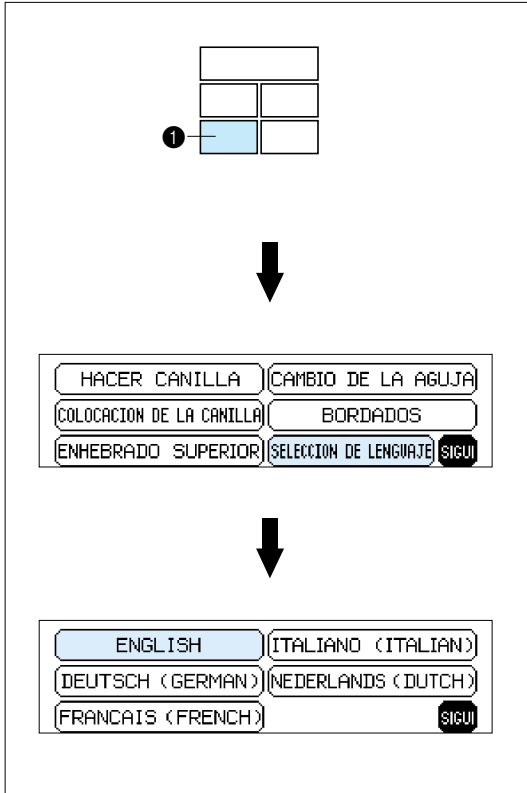 1
HACER CANILLA CAMBIO DE LA AGUJA
COLOCACION DE LA CANILLA BORDADOS
ENHEBRADO SUPERIOR SELECCION DE LENGUAJE SIGUI
ENGLISH ITALIANO (ITALIAN)
DEUTSCH (GERMAN) NEDERLANDS (DUTCH)
FRANCAIS (FRENCH) SIGUI